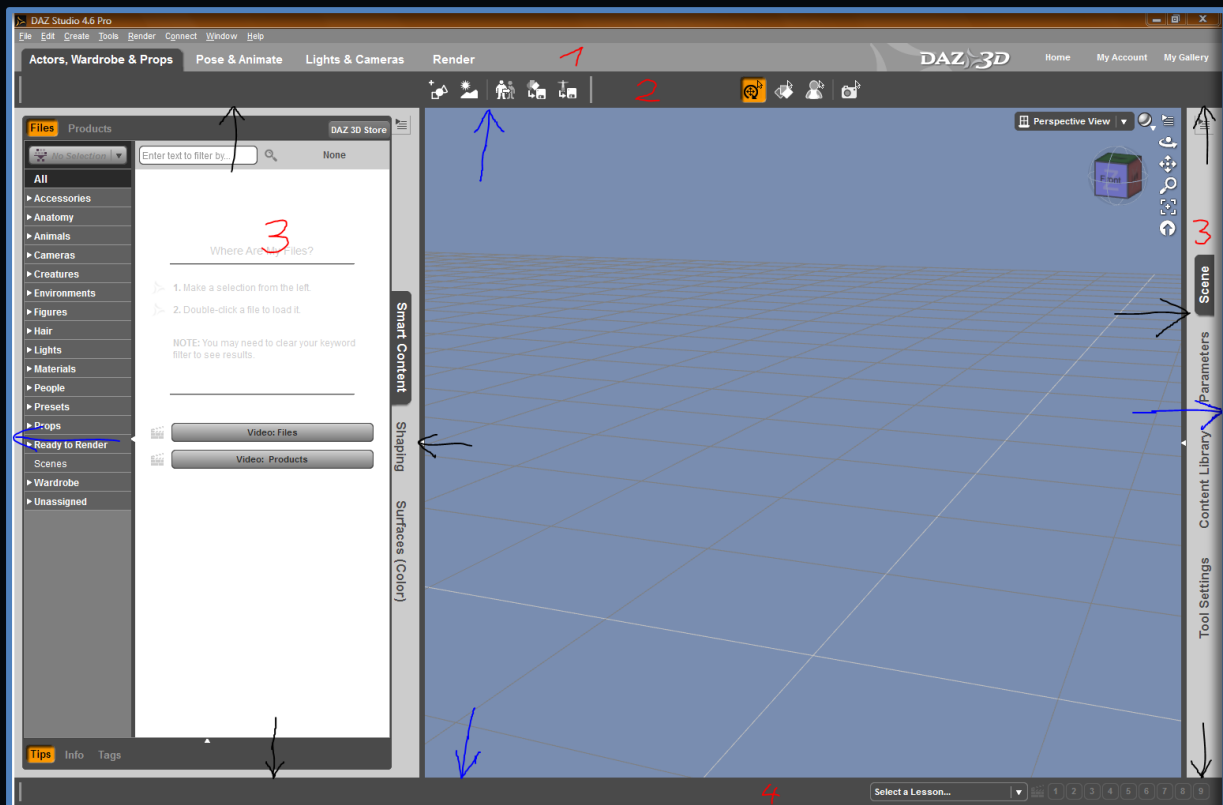 DAZ Studio 4.6 Pro
File Edit Create Tools Render Connect Window Help
Actors, Wardrobe & Props Pose & Animate Lights & Cameras Render 1 DAZ 3D Home My Account My Gallery
2
Files Products DAZ 3D Store
No Selection Enter text to filter by... None
All
Accessories
Anatomy
Animals
Cameras
Creatures
Environments
Figures
Hair
Lights
Materials
People
Presets
Props
Ready to Render
Scenes
Wardrobe
Unassigned
3
Where Are My Files?
1. Make a selection from the left.
2. Double-click a file to load it.
NOTE: You may need to clear your keyword
filter to see results.
Video: Files
Video: Products
Smart Content
Shaping
Surfaces (Color)
Perspective View
Front
3
Scene
Parameters
Content Library
Tool Settings
Tips Info Tags
4 Select a Lesson... 1 2 3 4 5 6 7 8 9